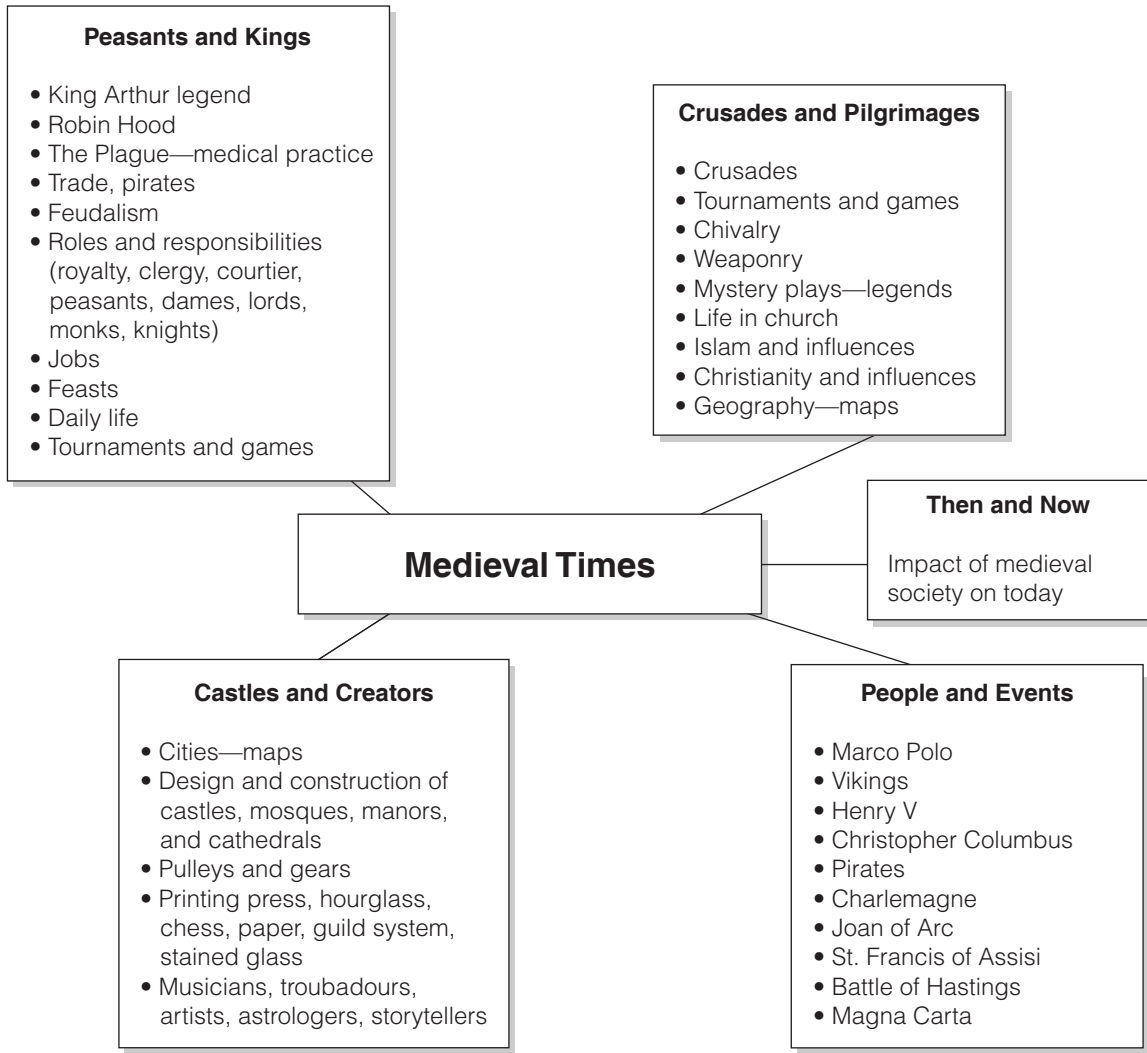 Peasants and Kings
• King Arthur legend
• Robin Hood
• The Plague—medical practice
• Trade, pirates
• Feudalism
• Roles and responsibilities
(royalty, clergy, courtier,
peasants, dames, lords,
monks, knights)
• Jobs
• Feasts
• Daily life
• Tournaments and games
Crusades and Pilgrimages
• Crusades
• Tournaments and games
• Chivalry
• Weaponry
• Mystery plays—legends
• Life in church
• Islam and influences
• Christianity and influences
• Geography—maps
Medieval Times
Then and Now
Impact of medieval
society on today
Castles and Creators
• Cities—maps
• Design and construction of
castles, mosques, manors,
and cathedrals
• Pulleys and gears
• Printing press, hourglass,
chess, paper, guild system,
stained glass
• Musicians, troubadours,
artists, astrologers, storytellers
People and Events
• Marco Polo
• Vikings
• Henry V
• Christopher Columbus
• Pirates
• Charlemagne
• Joan of Arc
• St. Francis of Assisi
• Battle of Hastings
• Magna Carta